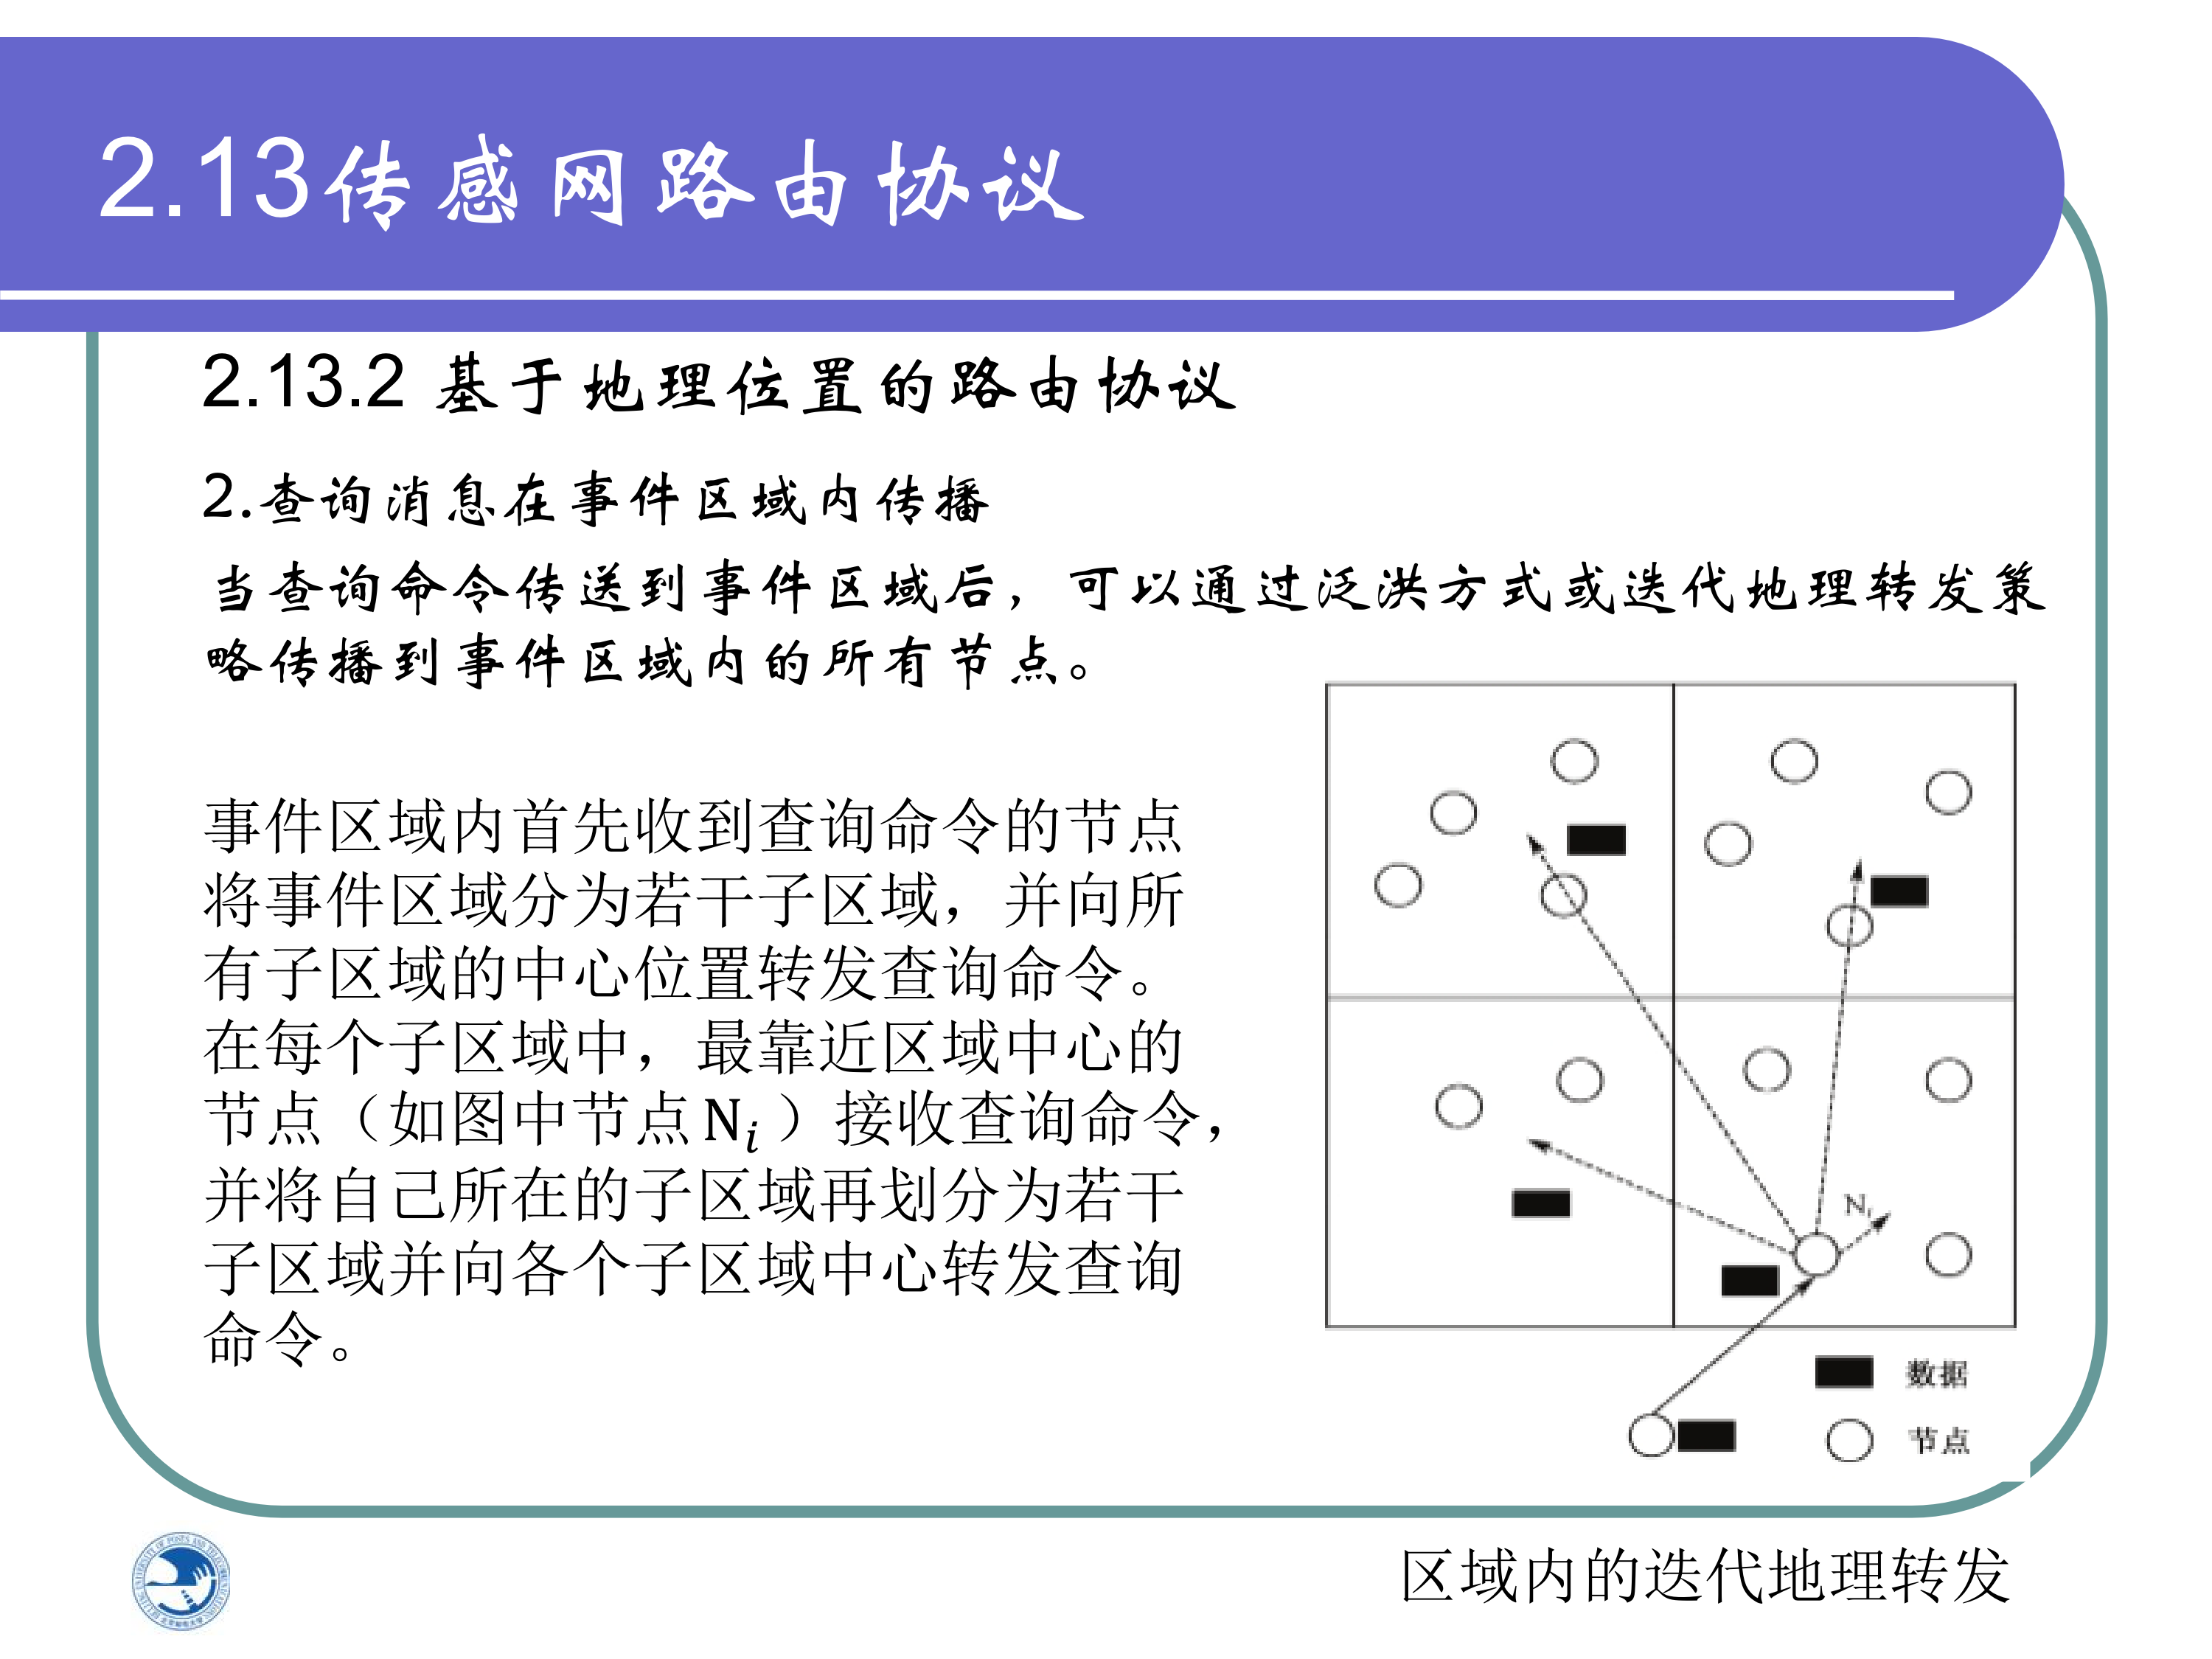 2.13传感网路由协议
2.13.2 基于地理位置的路由协议
2.查询消息在事件区域内传播
当查询命令传送到事件区域后，可以通过泛洪方式或迭代地理转发策
略传播到事件区域内的所有节点。
事件区域内首先收到查询命令的节点
将事件区域分为若干子区域，并向所
有子区域的中心位置转发查询命令。
在每个子区域中，最靠近区域中心的
节点（如图中节点Nᵢ）接收查询命令，
并将自己所在的子区域再划分为若干
子区域并向各个子区域中心转发查询
命令。
Nᵢ
数据
节点
区域内的迭代地理转发